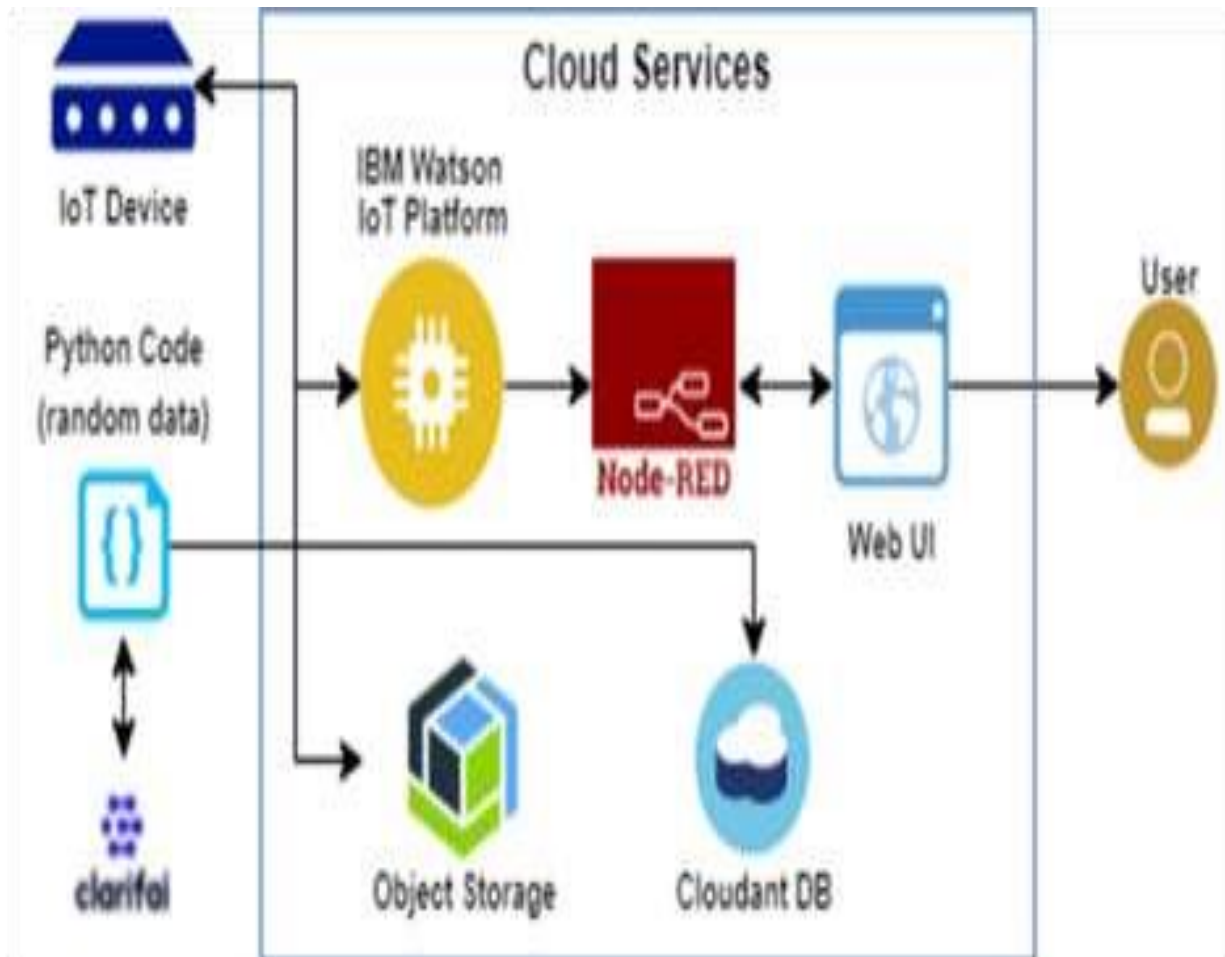 Cloud Services
IoT Device
IBM Watson
IoT Platform
User
Python Code
(random data)
{}
Node-RED
Web UI
clarifai
Object Storage
Cloudant DB